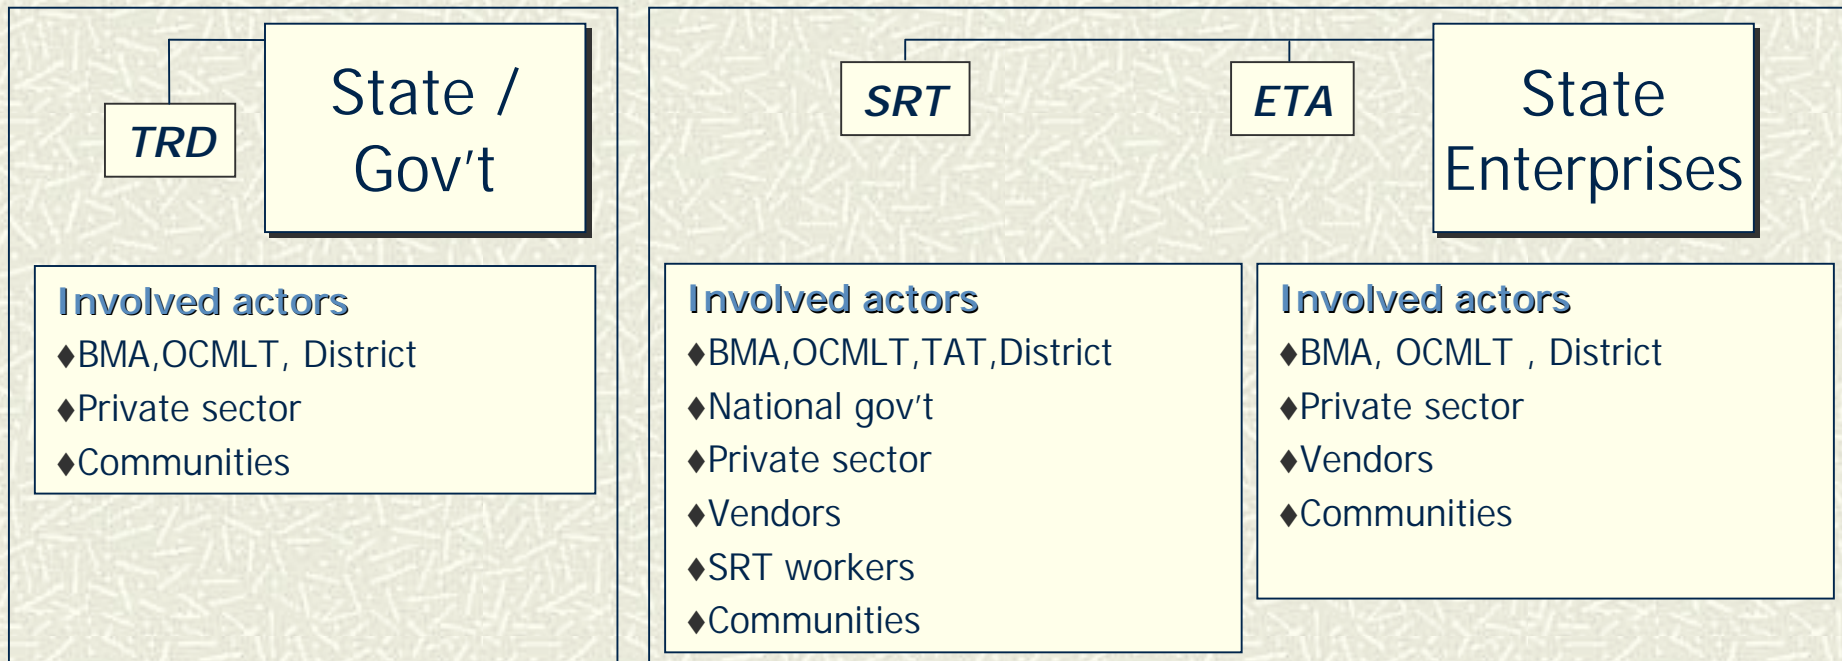 TRD
State /
Gov't
Involved actors
♦BMA,OCMLT, District
♦Private sector
♦Communities
SRT
ETA
State
Enterprises
Involved actors
♦BMA,OCMLT,TAT,District
♦National gov't
♦Private sector
♦Vendors
♦SRT workers
♦Communities
Involved actors
♦BMA, OCMLT , District
♦Private sector
♦Vendors
♦Communities